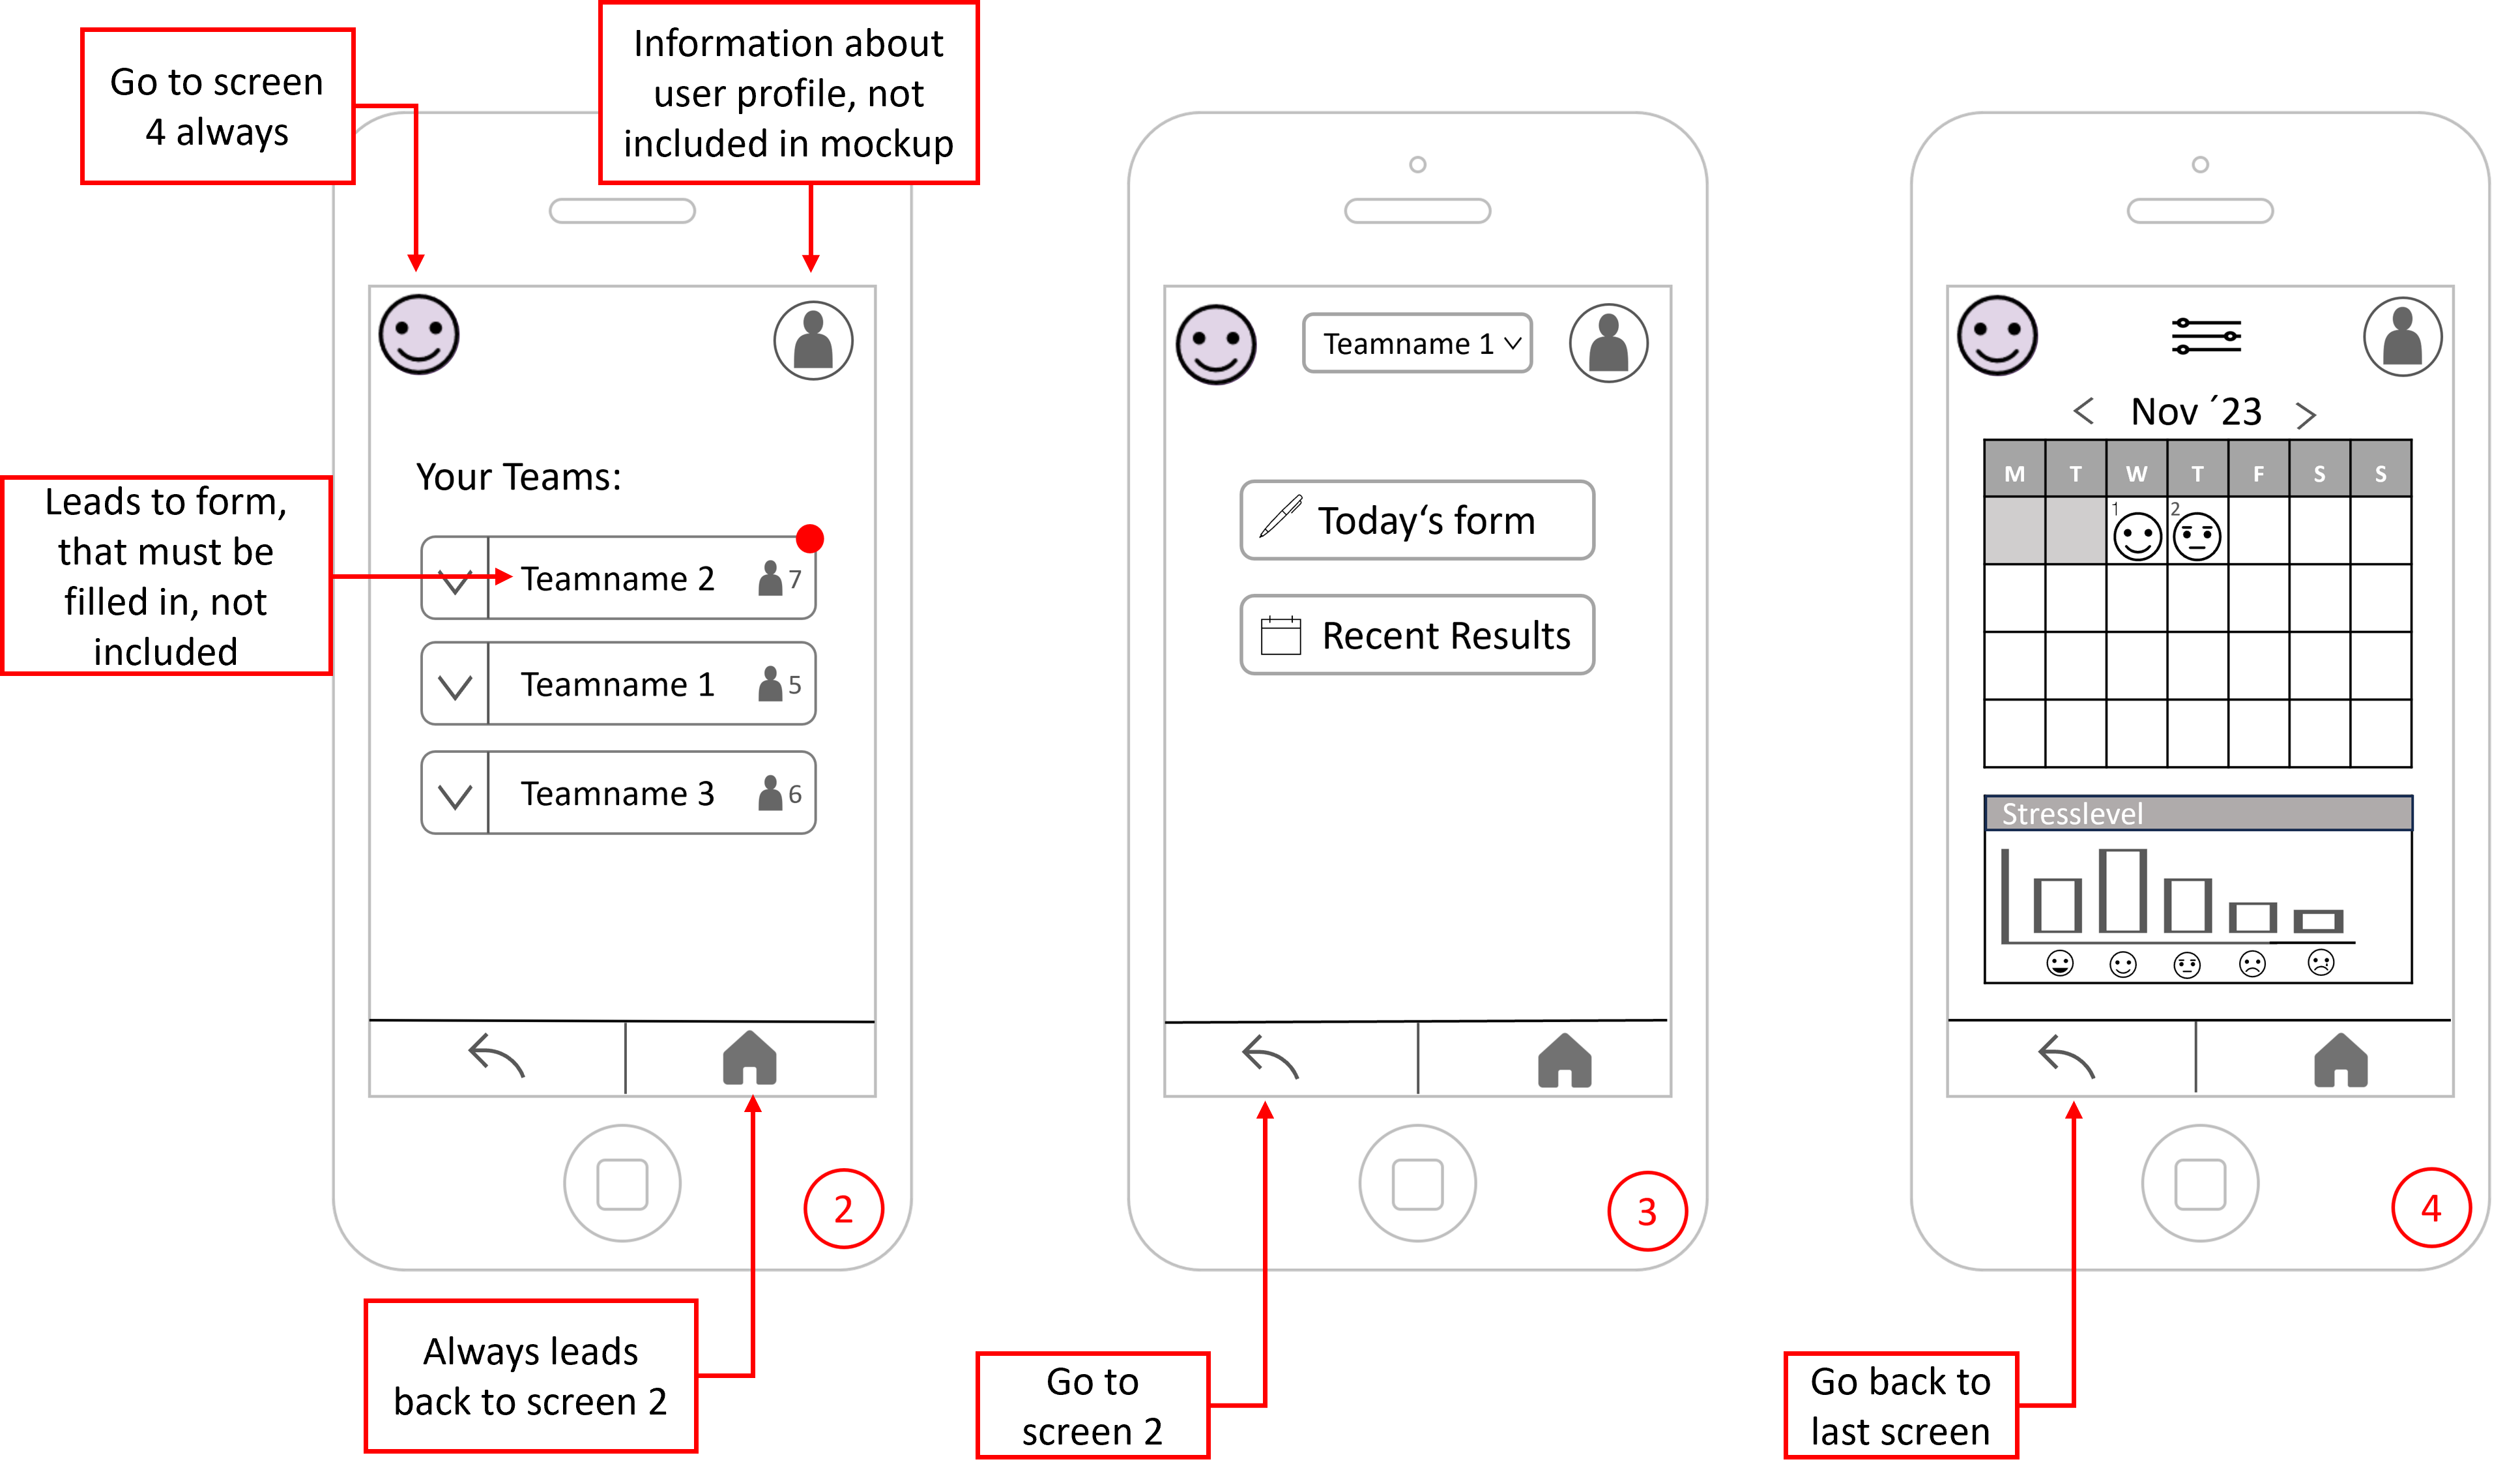 Go to screen
4 always
Information about
user profile, not
included in mockup
Leads to form,
that must be
filled in, not
included
Your Teams:
Teamname 2
7
Teamname 1
5
Teamname 3
6
2
Always leads
back to screen 2
Teamname 1
Today‘s form
Recent Results
3
Go to
screen 2
Nov ´23
M T W T F S S
1 2
Stresslevel
4
Go back to
last screen